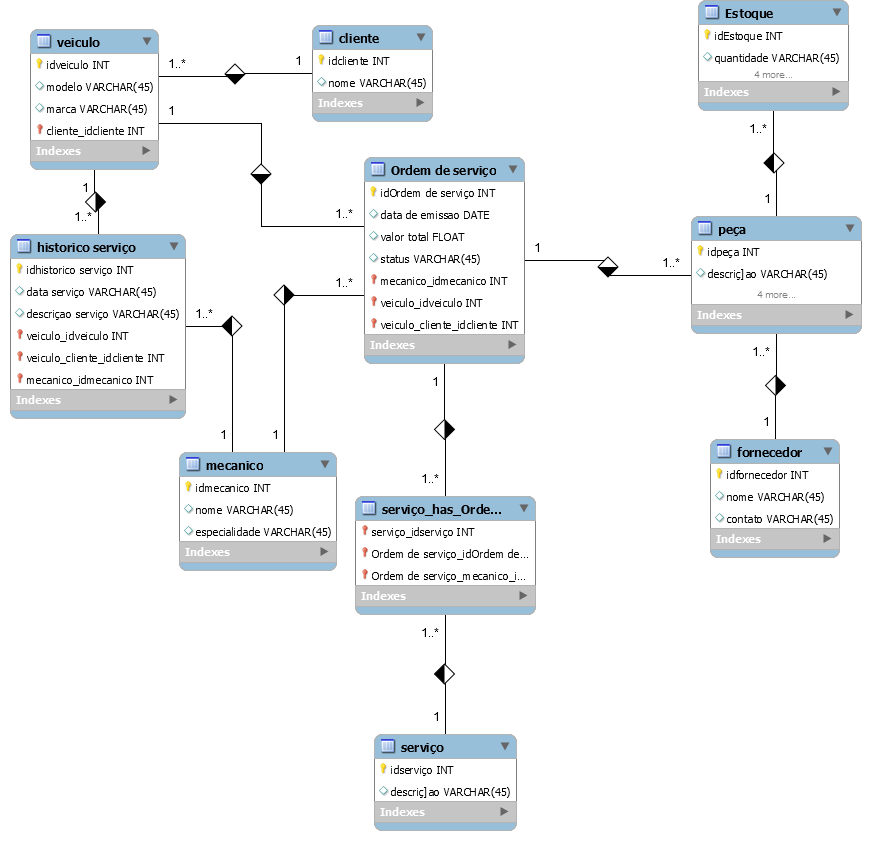 veiculo
idveiculo INT
modelo VARCHAR(45)
marca VARCHAR(45)
cliente_idcliente INT
Indexes
1..*
1
cliente
idcliente INT
nome VARCHAR(45)
Indexes
1
1..*
Estoque
idEstoque INT
quantidade VARCHAR(45)
4 more...
Indexes
1..*
1
1
1..*
historico serviço
idhistorico serviço INT
data serviço VARCHAR(45)
descriçao serviço VARCHAR(45)
veiculo_idveiculo INT
veiculo_cliente_idcliente INT
mecanico_idmecanico INT
Indexes
1..*
1
Ordem de serviço
idOrdem de serviço INT
data de emissao DATE
valor total FLOAT
status VARCHAR(45)
mecanico_idmecanico INT
veiculo_idveiculo INT
veiculo_cliente_idcliente INT
Indexes
1..*
1
1
1..*
peça
idpeça INT
descriç]ao VARCHAR(45)
4 more...
Indexes
1..*
1
mecanico
idmecanico INT
nome VARCHAR(45)
especialidade VARCHAR(45)
Indexes
1
1..*
serviço_has_Orde...
serviço_idserviço INT
Ordem de serviço_idOrdem de...
Ordem de serviço_mecanico_i...
Indexes
fornecedor
idfornecedor INT
nome VARCHAR(45)
contato VARCHAR(45)
Indexes
1..*
1
serviço
idserviço INT
descriç]ao VARCHAR(45)
Indexes